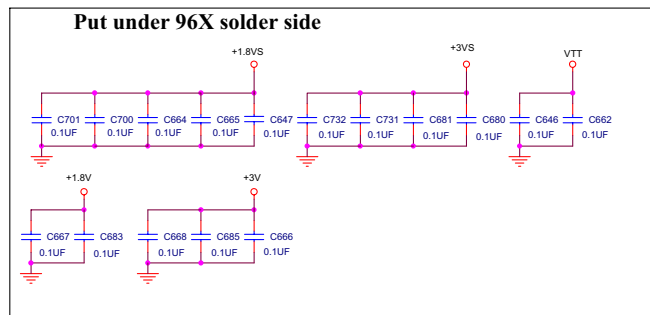 Put under 96X solder side
+1.8VS
+3VS
VTT
C701 C700 C664 C665 C647 C732 C731 C681 C680 C646 C662
0.1UF 0.1UF 0.1UF 0.1UF 0.1UF 0.1UF 0.1UF 0.1UF 0.1UF 0.1UF 0.1UF
+1.8V
+3V
C667 C683 C668 C685 C666
0.1UF 0.1UF 0.1UF 0.1UF 0.1UF